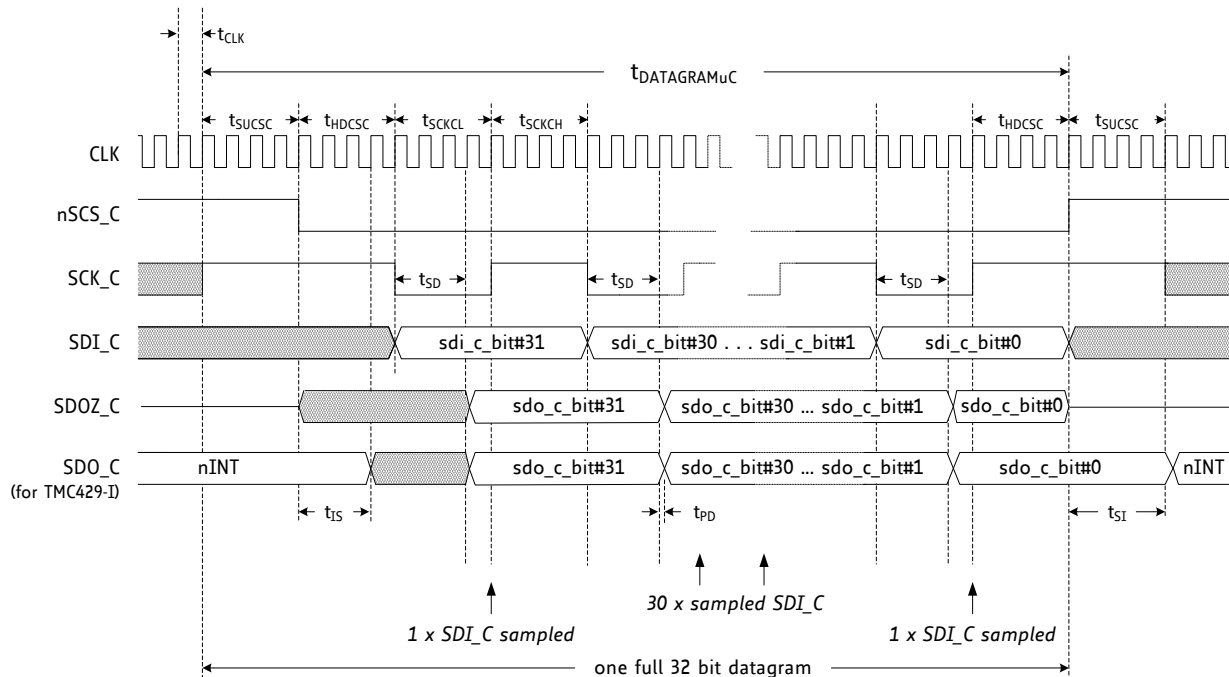 tCLK
tDATAGRAMuC
tSUCSC tHDCSC tSCKCL tSCKCH tHDCSC tSUCSC
CLK
nSCS_C
SCK_C tSD tSD tSD
SDI_C sdi_c_bit#31 sdi_c_bit#30 . . . sdi_c_bit#1 sdi_c_bit#0
SDOZ_C sdo_c_bit#31 sdo_c_bit#30 ... sdo_c_bit#1 sdo_c_bit#0
SDO_C nINT sdo_c_bit#31 sdo_c_bit#30 ... sdo_c_bit#1 sdo_c_bit#0 nINT
(for TMC429-I)
tIS tPD tSI
30 x sampled SDI_C
1 x SDI_C sampled 1 x SDI_C sampled
one full 32 bit datagram